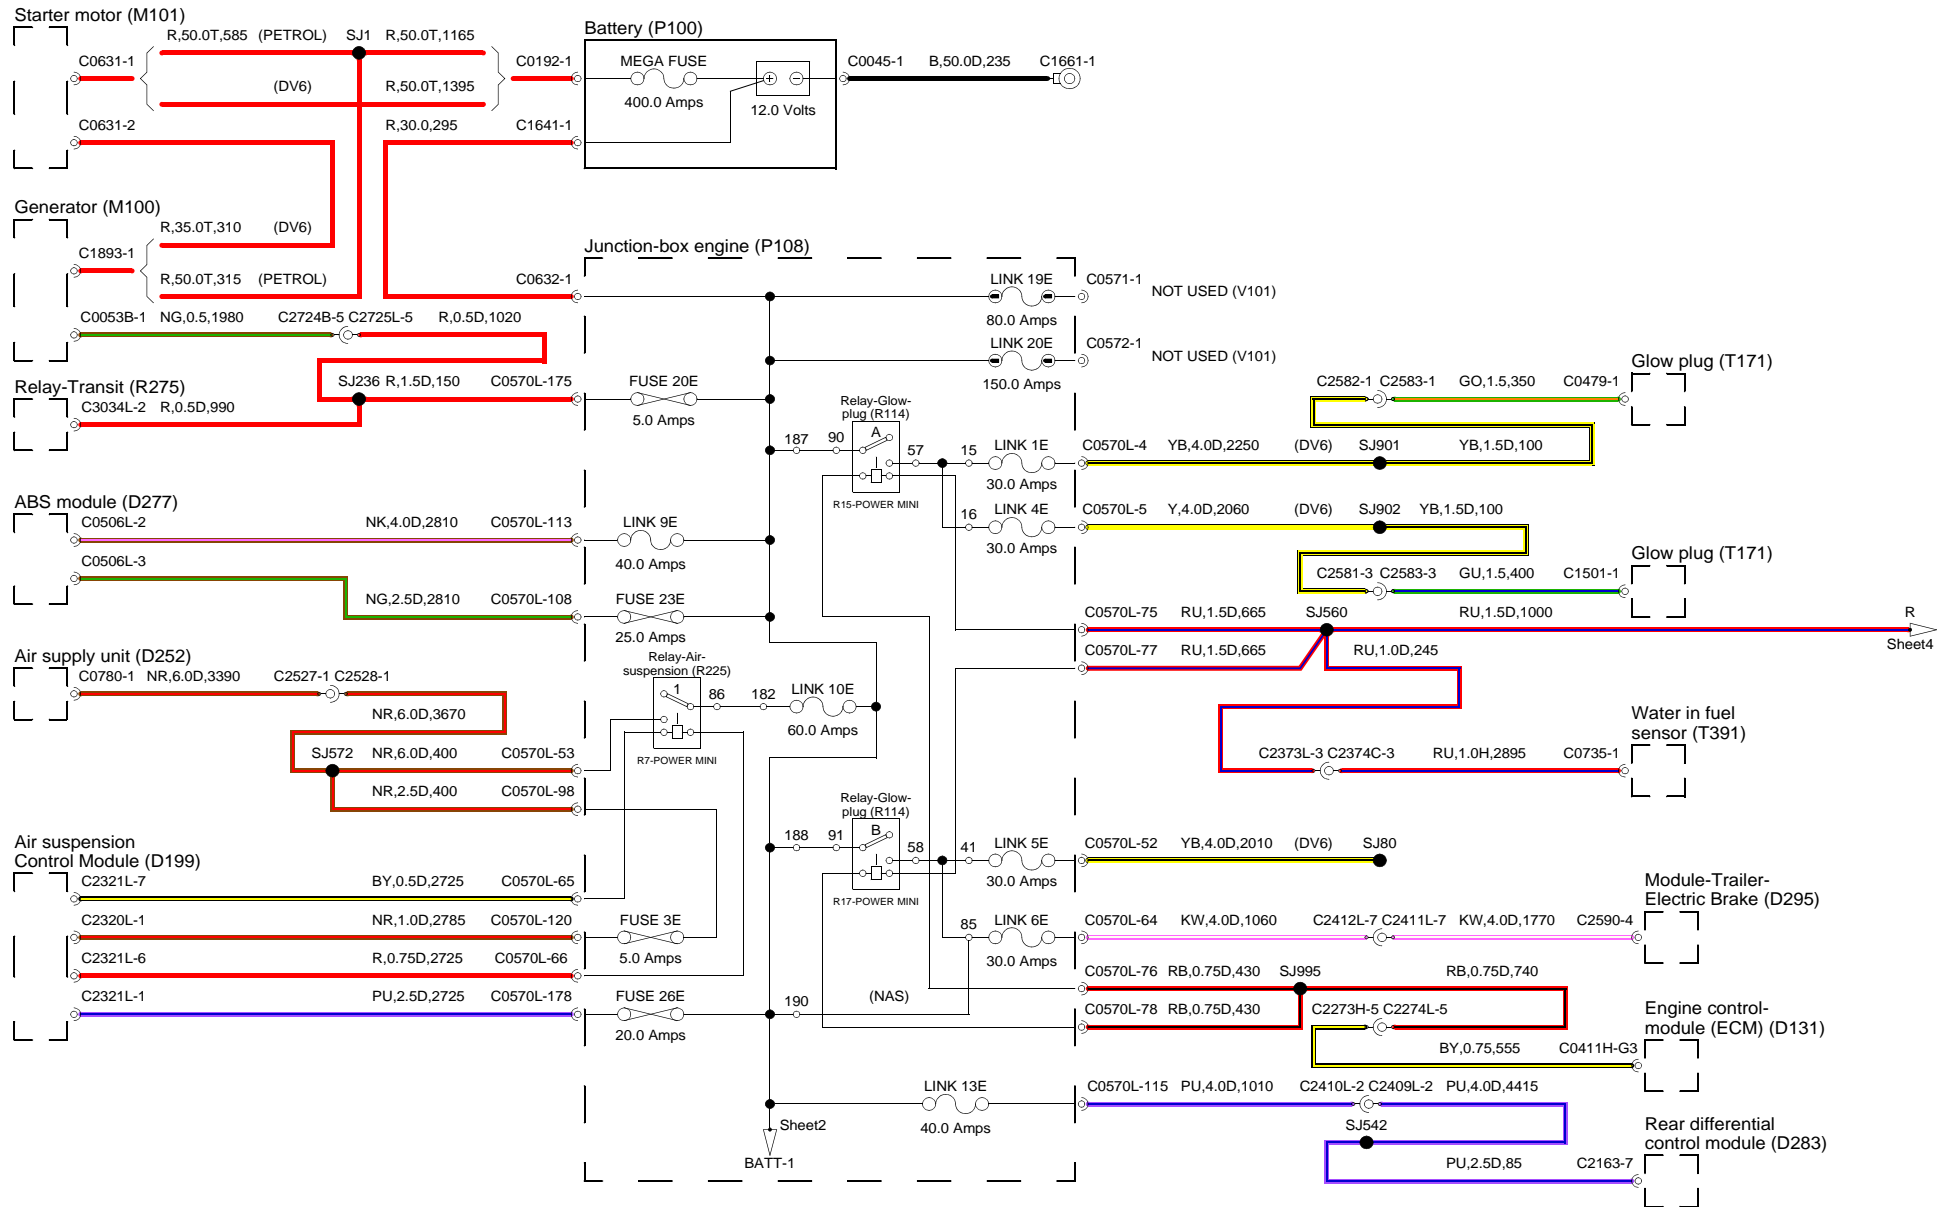 Starter motor (M101)
R,50.0T,585 (PETROL) SJ1 R,50.0T,1165
C0631-1
(DV6) R,50.0T,1395
C0192-1
C0631-2
R,30.0,295 C1641-1
Battery (P100)
MEGA FUSE
400.0 Amps
12.0 Volts
C0045-1 B,50.0D,235 C1661-1
Generator (M100)
R,35.0T,310 (DV6)
C1893-1
R,50.0T,315 (PETROL)
C0632-1
C0053B-1 NG,0.5,1980 C2724B-5 C2725L-5 R,0.5D,1020
Relay-Transit (R275)
SJ236 R,1.5D,150 C0570L-175
C3034L-2 R,0.5D,990
ABS module (D277)
C0506L-2 NK,4.0D,2810 C0570L-113
C0506L-3
NG,2.5D,2810 C0570L-108
Air supply unit (D252)
C0780-1 NR,6.0D,3390 C2527-1 C2528-1
NR,6.0D,3670
SJ572 NR,6.0D,400 C0570L-53
NR,2.5D,400 C0570L-98
Air suspension
Control Module (D199)
C2321L-7 BY,0.5D,2725 C0570L-65
C2320L-1 NR,1.0D,2785 C0570L-120
C2321L-6 R,0.75D,2725 C0570L-66
C2321L-1 PU,2.5D,2725 C0570L-178
Junction-box engine (P108)
LINK 19E
80.0 Amps
C0571-1
NOT USED (V101)
LINK 20E
150.0 Amps
C0572-1
NOT USED (V101)
FUSE 20E
5.0 Amps
Relay-Glow-
plug (R114)
A
187 90 57 15
16
R15-POWER MINI
LINK 1E
30.0 Amps
LINK 4E
30.0 Amps
LINK 9E
40.0 Amps
FUSE 23E
25.0 Amps
Relay-Air-
suspension (R225)
1
86 182
LINK 10E
60.0 Amps
R7-POWER MINI
Relay-Glow-
plug (R114)
B
188 91 58 41
85
R17-POWER MINI
LINK 5E
30.0 Amps
LINK 6E
30.0 Amps
FUSE 3E
5.0 Amps
FUSE 26E
20.0 Amps
190 (NAS)
LINK 13E
40.0 Amps
Sheet2
BATT-1
C2582-1 C2583-1 GO,1.5,350 C0479-1
Glow plug (T171)
C0570L-4 YB,4.0D,2250 (DV6) SJ901 YB,1.5D,100
C0570L-5 Y,4.0D,2060 (DV6) SJ902 YB,1.5D,100
C2581-3 C2583-3 GU,1.5,400 C1501-1
Glow plug (T171)
C0570L-75 RU,1.5D,665 SJ560 RU,1.5D,1000
R
Sheet4
C0570L-77 RU,1.5D,665 RU,1.0D,245
Water in fuel
sensor (T391)
C2373L-3 C2374C-3 RU,1.0H,2895 C0735-1
C0570L-52 YB,4.0D,2010 (DV6) SJ80
Module-Trailer-
Electric Brake (D295)
C0570L-64 KW,4.0D,1060 C2412L-7 C2411L-7 KW,4.0D,1770 C2590-4
C0570L-76 RB,0.75D,430 SJ995 RB,0.75D,740
C0570L-78 RB,0.75D,430 C2273H-5 C2274L-5
Engine control-
module (ECM) (D131)
BY,0.75,555 C0411H-G3
C0570L-115 PU,4.0D,1010 C2410L-2 C2409L-2 PU,4.0D,4415
SJ542
Rear differential
control module (D283)
PU,2.5D,85 C2163-7